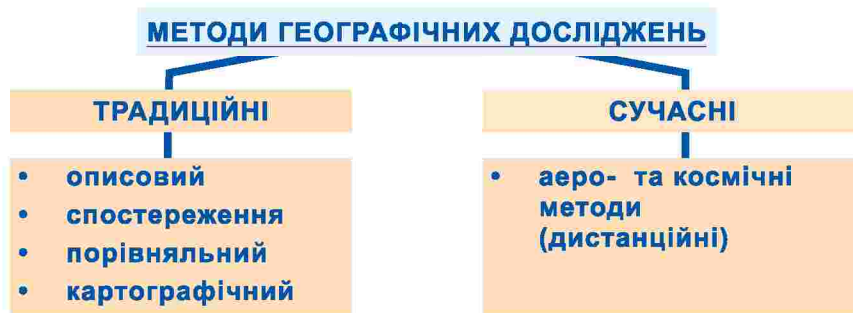 МЕТОДИ ГЕОГРАФІЧНИХ ДОСЛІДЖЕНЬ
ТРАДИЦІЙНІ
• описовий
• спостереження
• порівняльний
• картографічний
СУЧАСНІ
• аеро- та космічні
методи
(дистанційні)